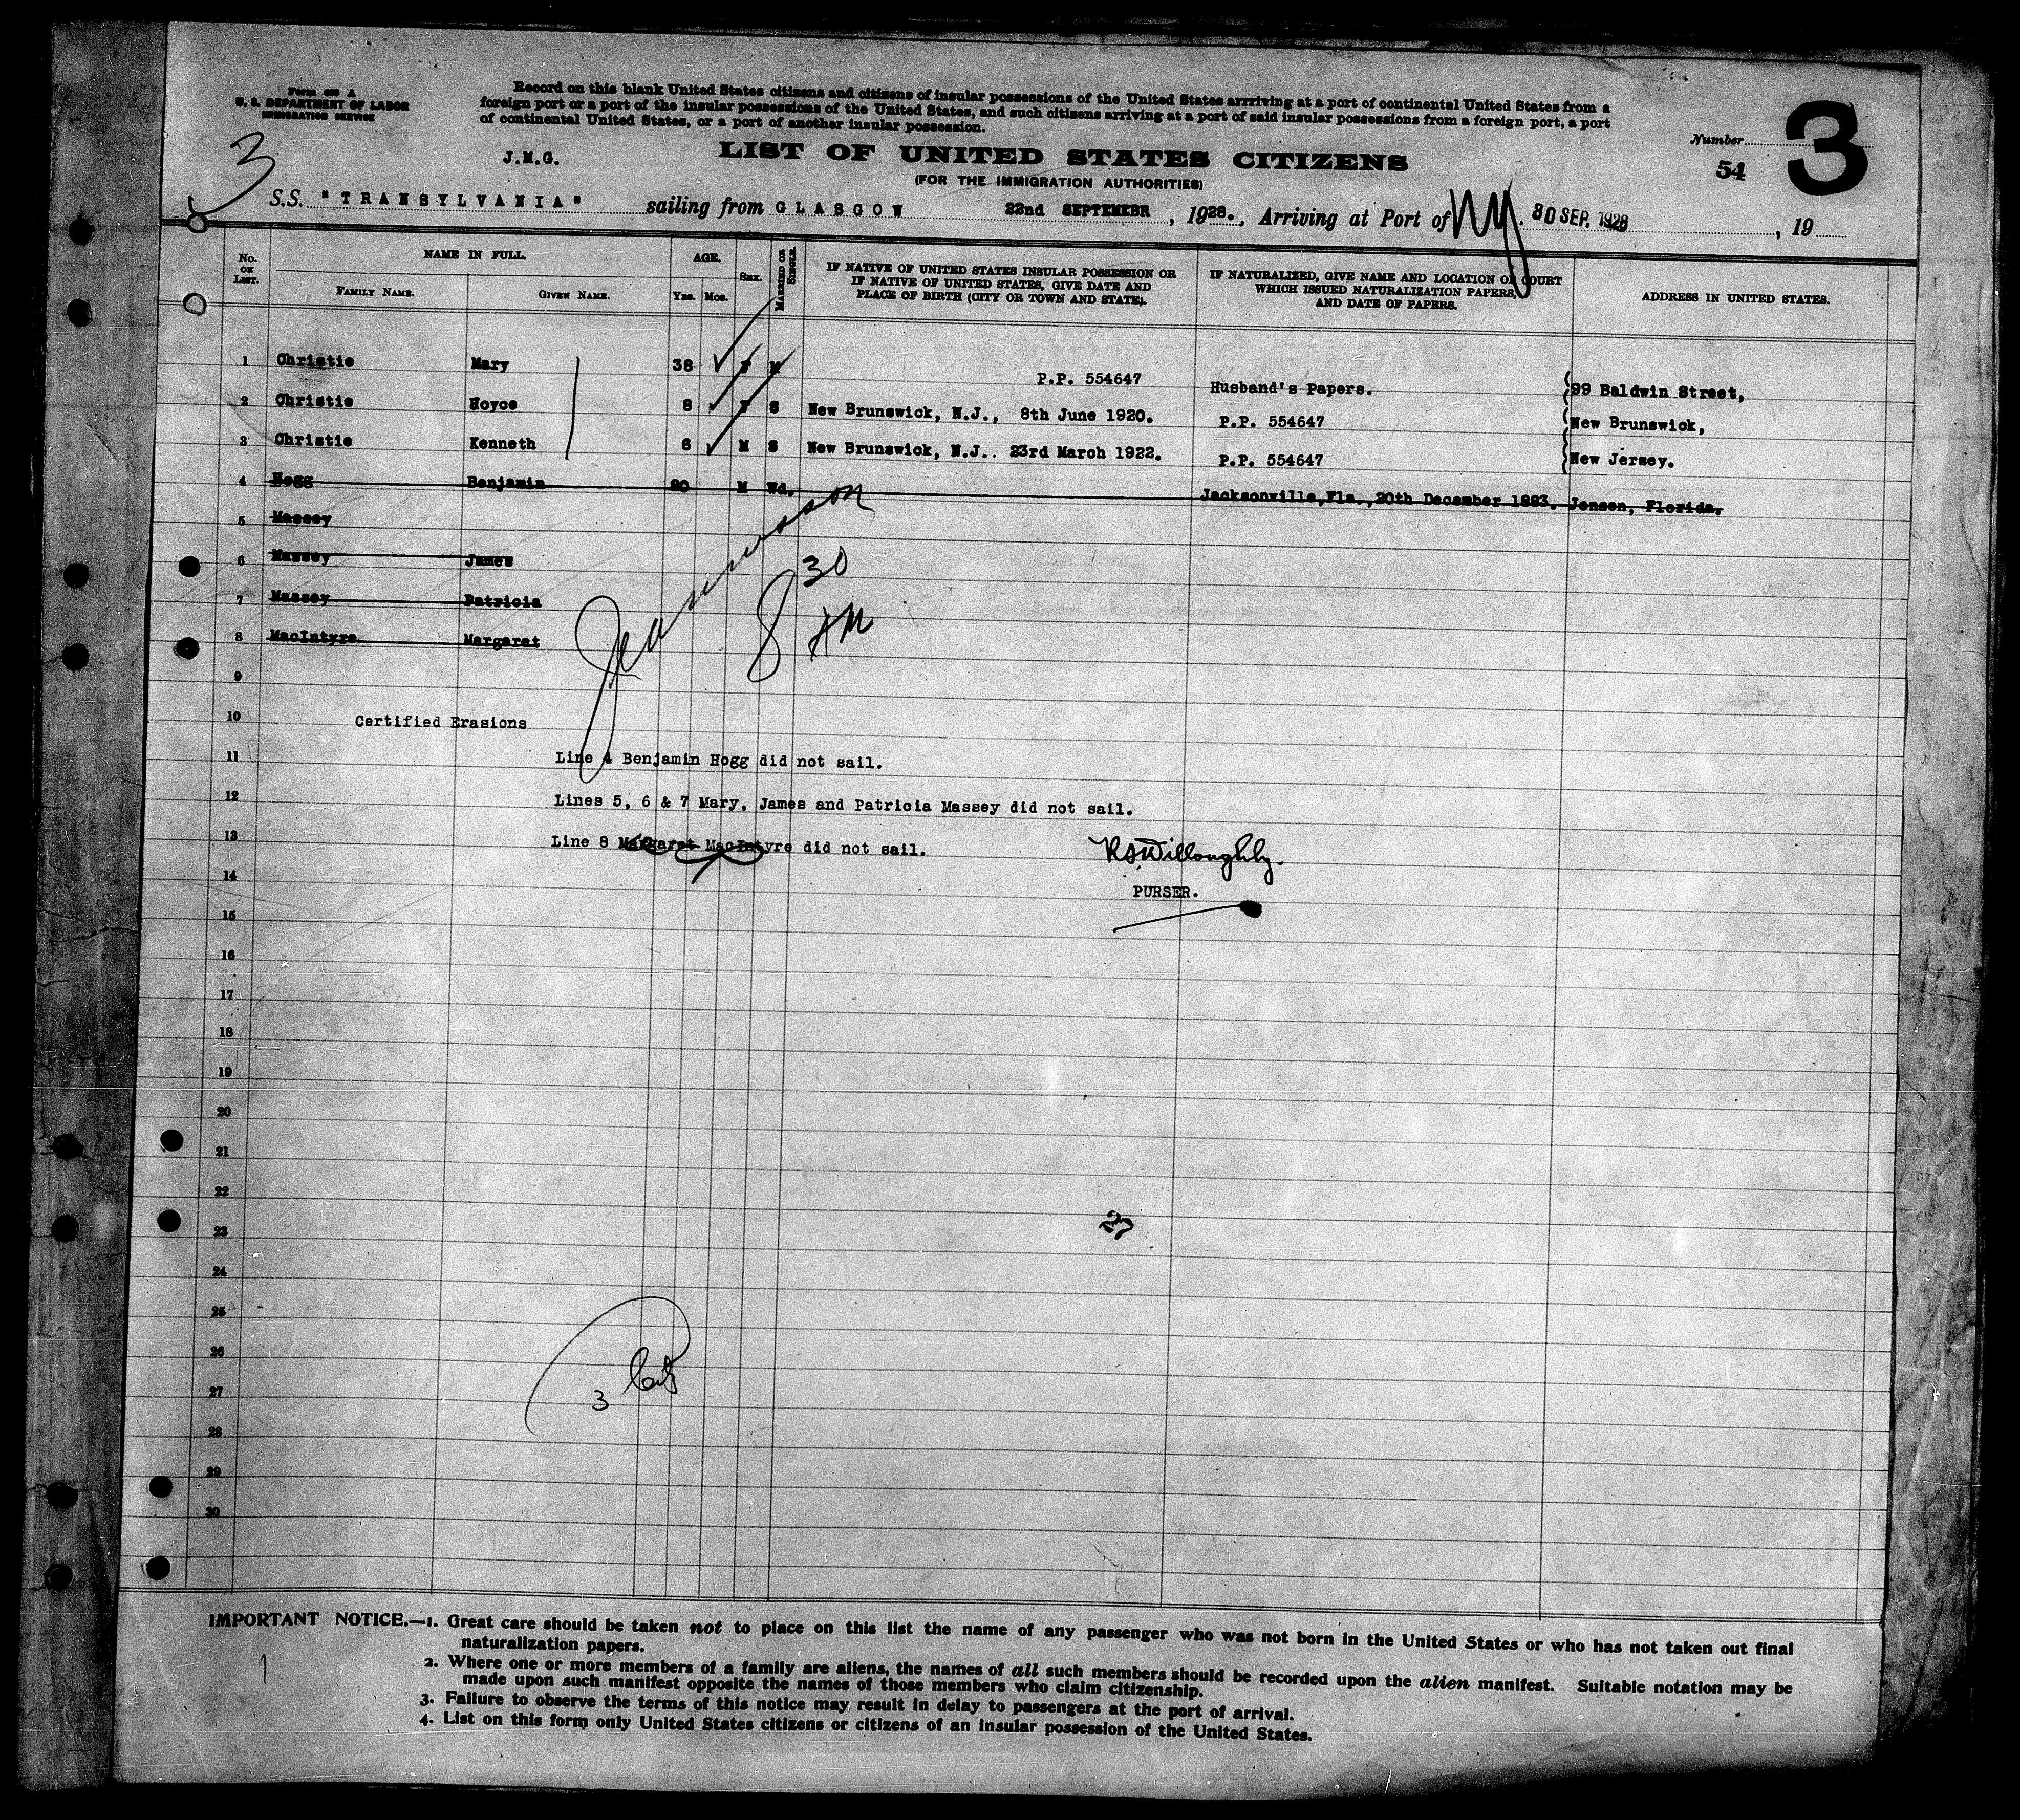 Form 630 A
U. S. DEPARTMENT OF LABOR
IMMIGRATION SERVICE
Record on this blank United States citizens and citizens of insular possessions of the United States arrriving at a port of continental United States from a
foreign port or a port of the insular possessions of the United States, and such citizens arriving at a port of said insular possessions from a foreign port, a port
of continental United States, or a port of another insular possession.
Number
54
3
3
J.M.G.
LIST OF UNITED STATES CITIZENS
(FOR THE IMMIGRATION AUTHORITIES)
S.S. "TRANSYLVANIA" sailing from GLASGOW 22nd SEPTEMEBR, 1928., Arriving at Port of NY. 30 SEP. 1928, 19
No. ON LIST.
NAME IN FULL.
FAMILY NAME.
GIVEN NAME.
AGE.
Yrs. Mos.
SEX.
MARRIED OR SINGLE.
IF NATIVE OF UNITED STATES INSULAR POSSESSION OR
IF NATIVE OF UNITED STATES, GIVE DATE AND
PLACE OF BIRTH (CITY OR TOWN AND STATE).
IF NATURALIZED, GIVE NAME AND LOCATION OF COURT
WHICH ISSUED NATURALIZATION PAPERS,
AND DATE OF PAPERS.
ADDRESS IN UNITED STATES.
1 Christie Mary 38 F M P.P. 554647 Husband's Papers. 99 Baldwin Street,
2 Christie Hoyce 8 F S New Brunswick, N.J., 8th June 1920. P.P. 554647 New Brunswick,
3 Christie Kenneth 6 M S New Brunswick, N.J.. 23rd March 1922. P.P. 554647 New Jersey.
4 Hogg Benjamin 80 M Wd. Jacksonville, Fla., 20th December 1883. Jensen, Florida,
5 Massey
6 Massey James
7 Massey Patricia
8 MacIntyre Margaret
8 30 AM
9
10 Certified Erasions
11 Line 4 Benjamin Hogg did not sail.
12 Lines 5, 6 & 7 Mary, James and Patricia Massey did not sail.
13 Line 8 Margaret MacIntyre did not sail. RSWilloughby.
14 PURSER.
15
16
17
18
19
20
21
22
23 27
24
25
26
27 3
28
29
30
IMPORTANT NOTICE.—1. Great care should be taken not to place on this list the name of any passenger who was not born in the United States or who has not taken out final
naturalization papers.
2. Where one or more members of a family are aliens, the names of all such members should be recorded upon the alien manifest. Suitable notation may be
made upon such manifest opposite the names of those members who claim citizenship.
3. Failure to observe the terms of this notice may result in delay to passengers at the port of arrival.
4. List on this form only United States citizens or citizens of an insular possession of the United States.
1